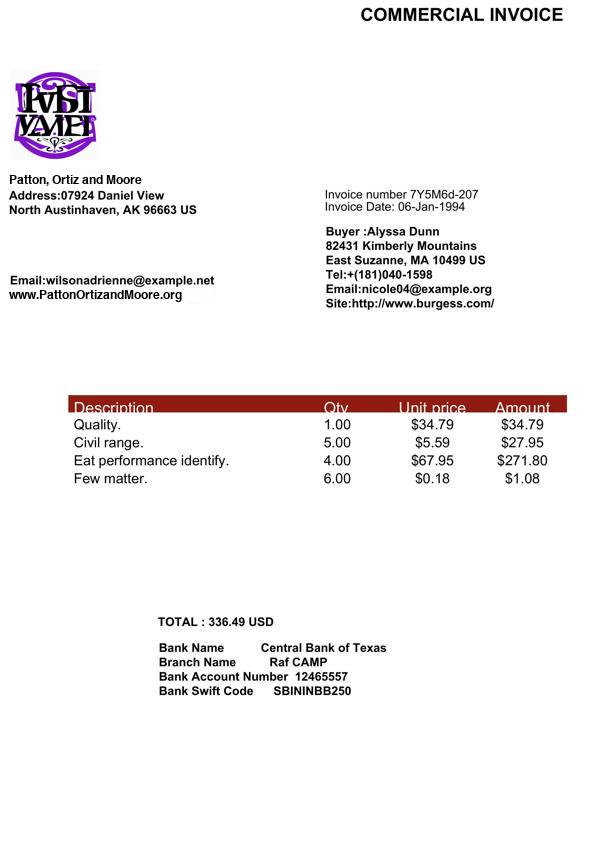 COMMERCIAL INVOICE
Patton, Ortiz and Moore
Address:07924 Daniel View
North Austinhaven, AK 96663 US
Email:wilsonadrienne@example.net
www.PattonOrtizandMoore.org
Invoice number 7Y5M6d-207
Invoice Date: 06-Jan-1994
Buyer :Alyssa Dunn
82431 Kimberly Mountains
East Suzanne, MA 10499 US
Tel:+(181)040-1598
Email:nicole04@example.org
Site:http://www.burgess.com/
Description Qty Unit price Amount
Quality. 1.00 $34.79 $34.79
Civil range. 5.00 $5.59 $27.95
Eat performance identify. 4.00 $67.95 $271.80
Few matter. 6.00 $0.18 $1.08
TOTAL : 336.49 USD
Bank Name Central Bank of Texas
Branch Name Raf CAMP
Bank Account Number 12465557
Bank Swift Code SBININBB250